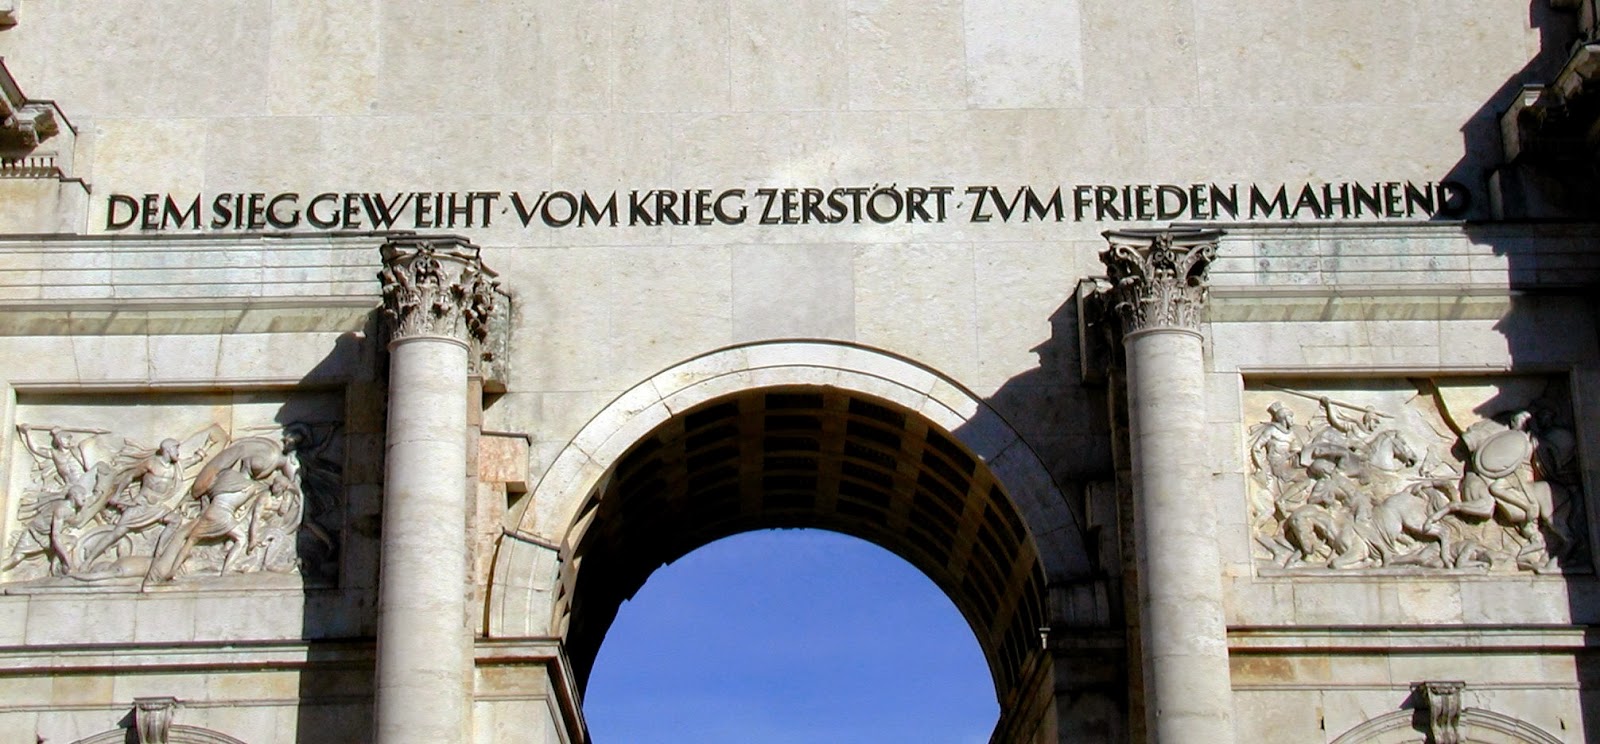 DEM SIEG GEWEIHT · VOM KRIEG ZERSTÖRT · ZVM FRIEDEN MAHNEND